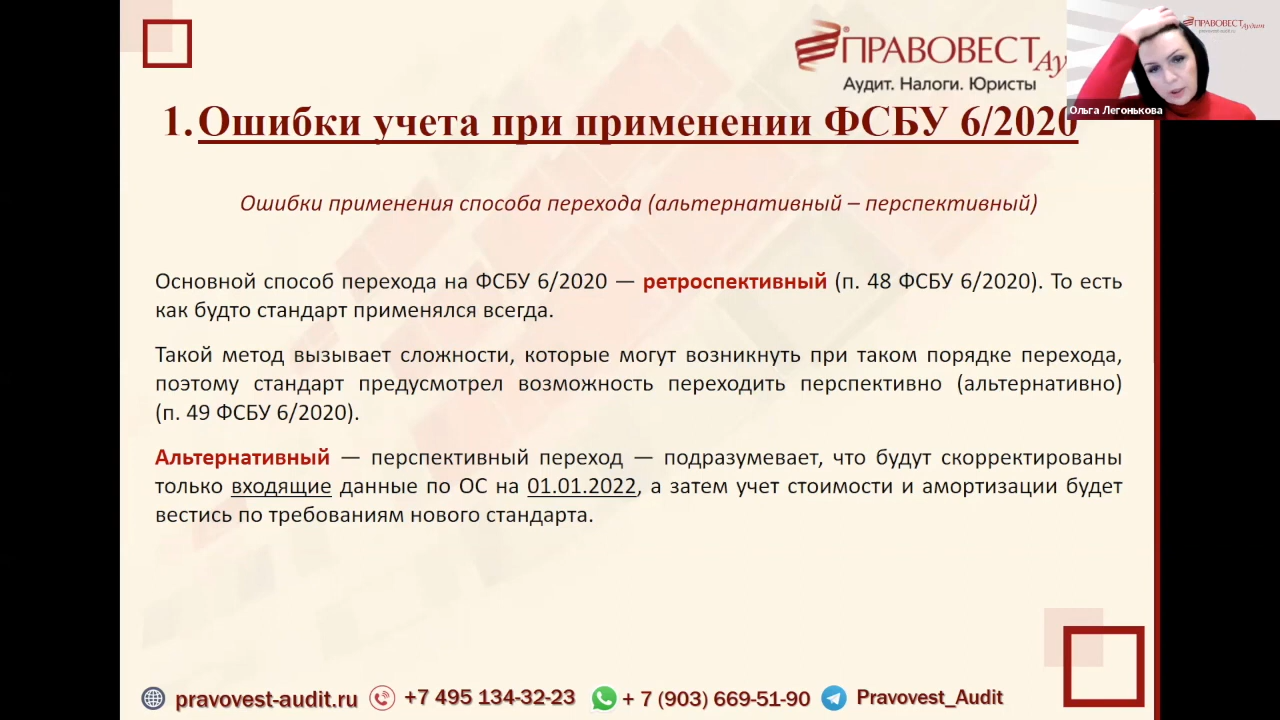 ПРАВОВЕСТ
Аудит. Налоги. Юристы
ПРАВОВЕСТ Аудит
pravovest-audit.ru
Ольга Легонькова
1. Ошибки учета при применении ФСБУ 6/2020
Ошибки применения способа перехода (альтернативный – перспективный)
Основной способ перехода на ФСБУ 6/2020 — ретроспективный (п. 48 ФСБУ 6/2020). То есть
как будто стандарт применялся всегда.
Такой метод вызывает сложности, которые могут возникнуть при таком порядке перехода,
поэтому стандарт предусмотрел возможность переходить перспективно (альтернативно)
(п. 49 ФСБУ 6/2020).
Альтернативный — перспективный переход — подразумевает, что будут скорректированы
только входящие данные по ОС на 01.01.2022, а затем учет стоимости и амортизации будет
вестись по требованиям нового стандарта.
pravovest-audit.ru +7 495 134-32-23 + 7 (903) 669-51-90 Pravovest_Audit